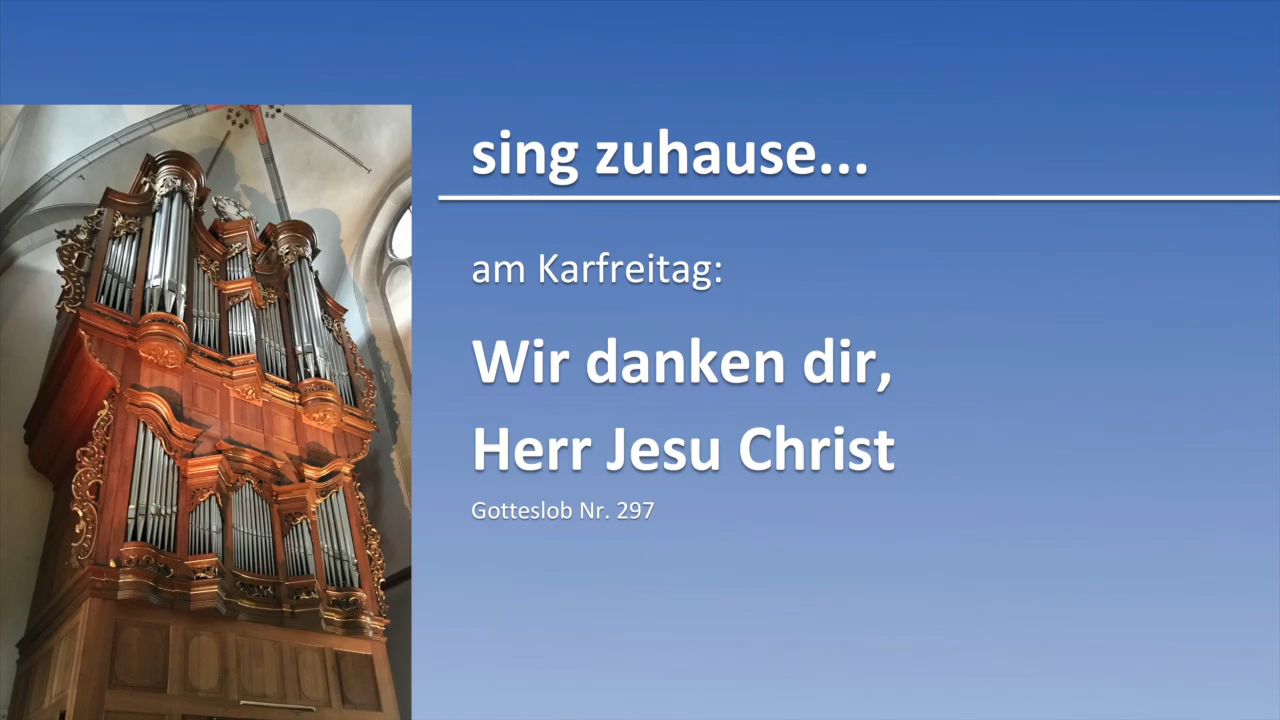 sing zuhause...
am Karfreitag:
Wir danken dir,
Herr Jesu Christ
Gotteslob Nr. 297